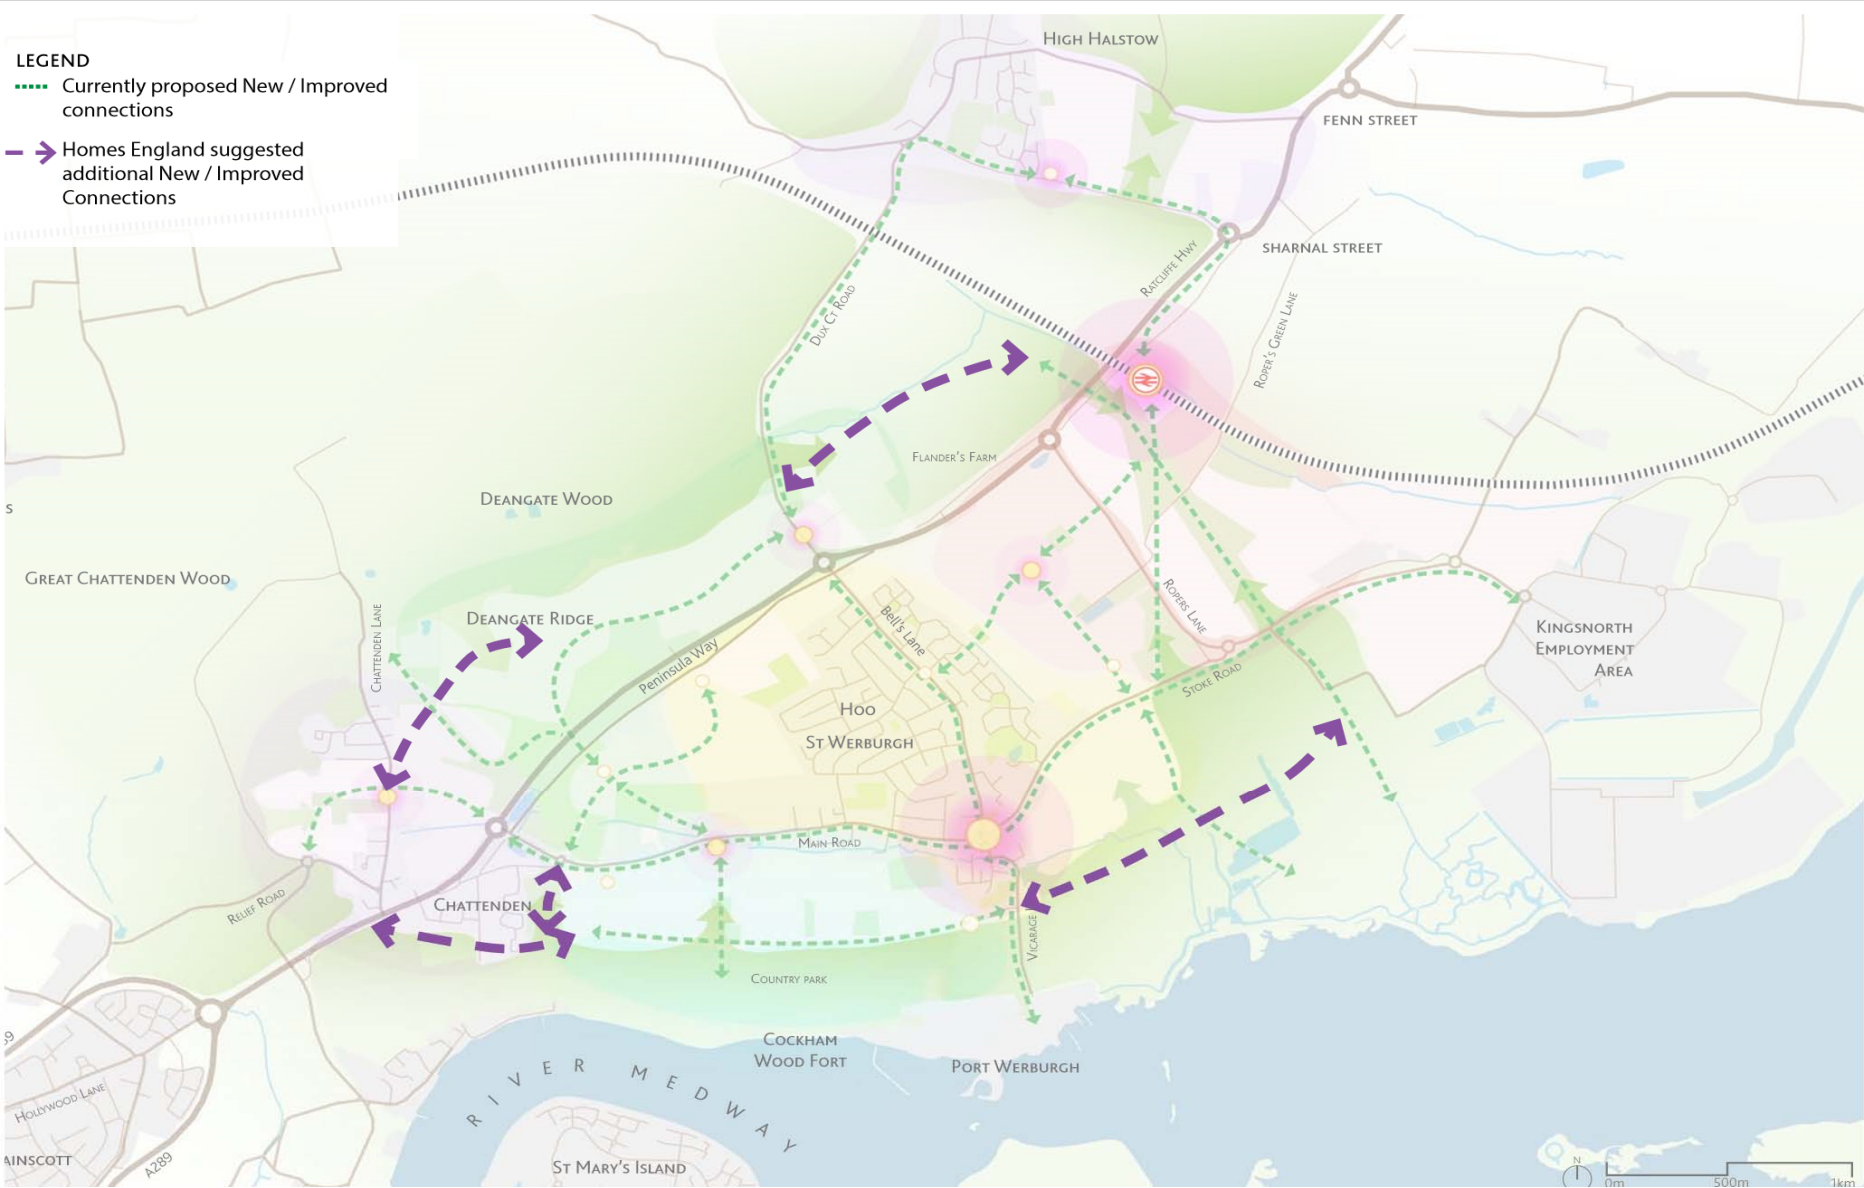 HIGH HALSTOW
LEGEND
Currently proposed New / Improved
connections
FENN STREET
Homes England suggested
additional New / Improved
Connections
SHARNAL STREET
RATCLIFFE HWY
DUX CT ROAD
ROPER'S GREEN LANE
FLANDER'S FARM
DEANGATE WOOD
S
GREAT CHATTENDEN WOOD
DEANGATE RIDGE
CHATTENDEN LANE
Bell's Lane
ROPERS LANE
KINGSNORTH
EMPLOYMENT
AREA
Peninsula Way
STOKE ROAD
HOO
ST WERBURGH
MAIN ROAD
RELIEF ROAD
CHATTENDEN
VICARAGE
COUNTRY PARK
COCKHAM
WOOD FORT
PORT WERBURGH
RIVER MEDWAY
HOLLYWOOD LANE
AINSCOTT
A289
ST MARY'S ISLAND
N
0m 500m 1km